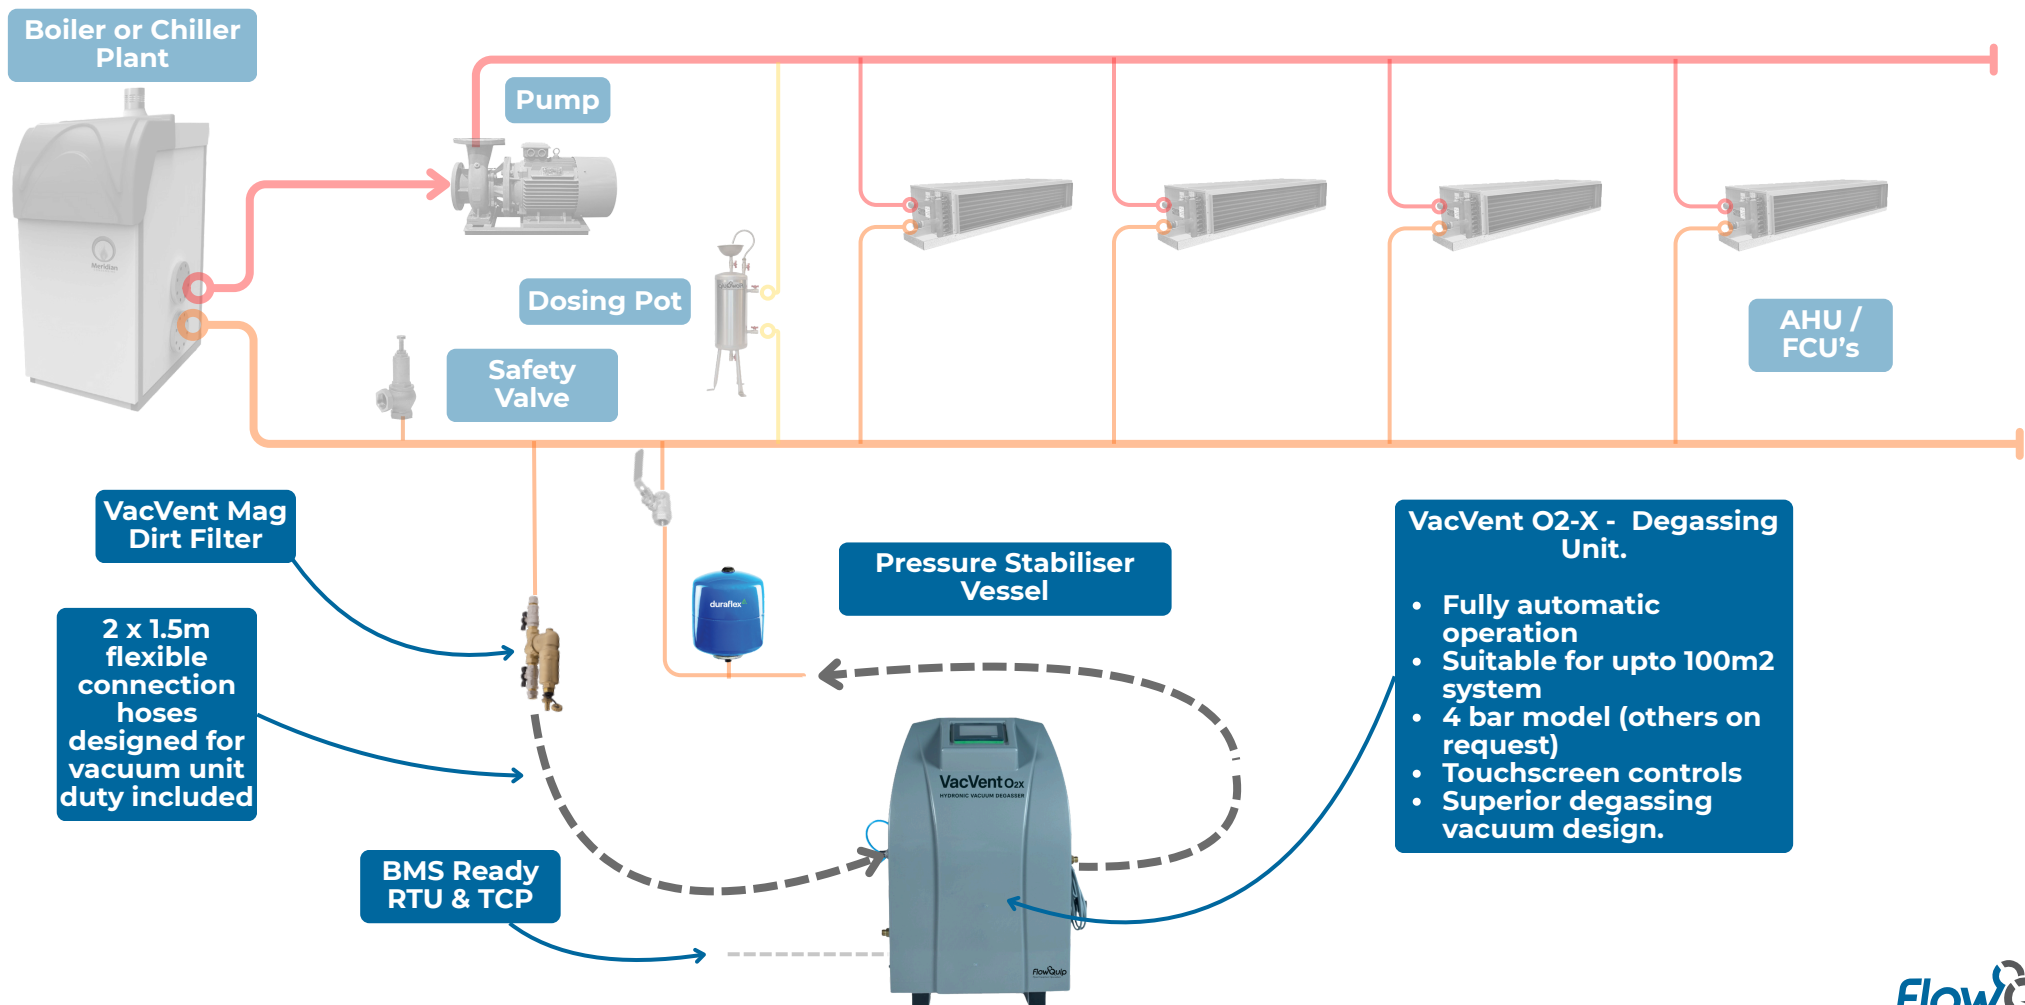 Boiler or Chiller
Plant
Pump
Meridian
Dosing Pot
Safety
Valve
AHU /
FCU's
VacVent Mag
Dirt Filter
2 x 1.5m
flexible
connection
hoses
designed for
vacuum unit
duty included
duraflex
Pressure Stabiliser
Vessel
VacVent O2-X - Degassing
Unit.
• Fully automatic
operation
• Suitable for upto 100m2
system
• 4 bar model (others on
request)
• Touchscreen controls
• Superior degassing
vacuum design.
VacVent O2X
HYDRONIC VACUUM DEGASSER
BMS Ready
RTU & TCP
FlowQuip
Flow